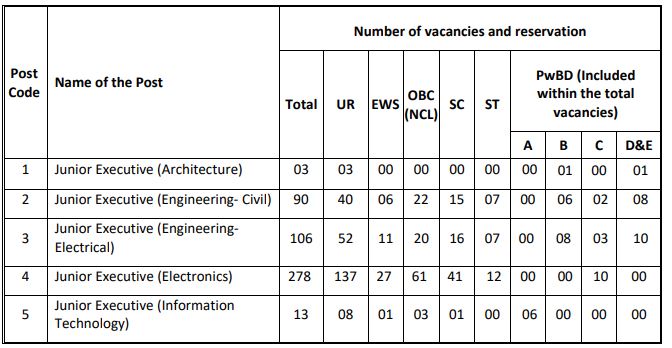 Post Code Name of the Post Number of vacancies and reservation
Total UR EWS OBC (NCL) SC ST PwBD (Included within the total vacancies)
A B C D&E
1 Junior Executive (Architecture) 03 03 00 00 00 00 00 01 00 01
2 Junior Executive (Engineering- Civil) 90 40 06 22 15 07 00 06 02 08
3 Junior Executive (Engineering- Electrical) 106 52 11 20 16 07 00 08 03 10
4 Junior Executive (Electronics) 278 137 27 61 41 12 00 00 10 00
5 Junior Executive (Information Technology) 13 08 01 03 01 00 06 00 00 00